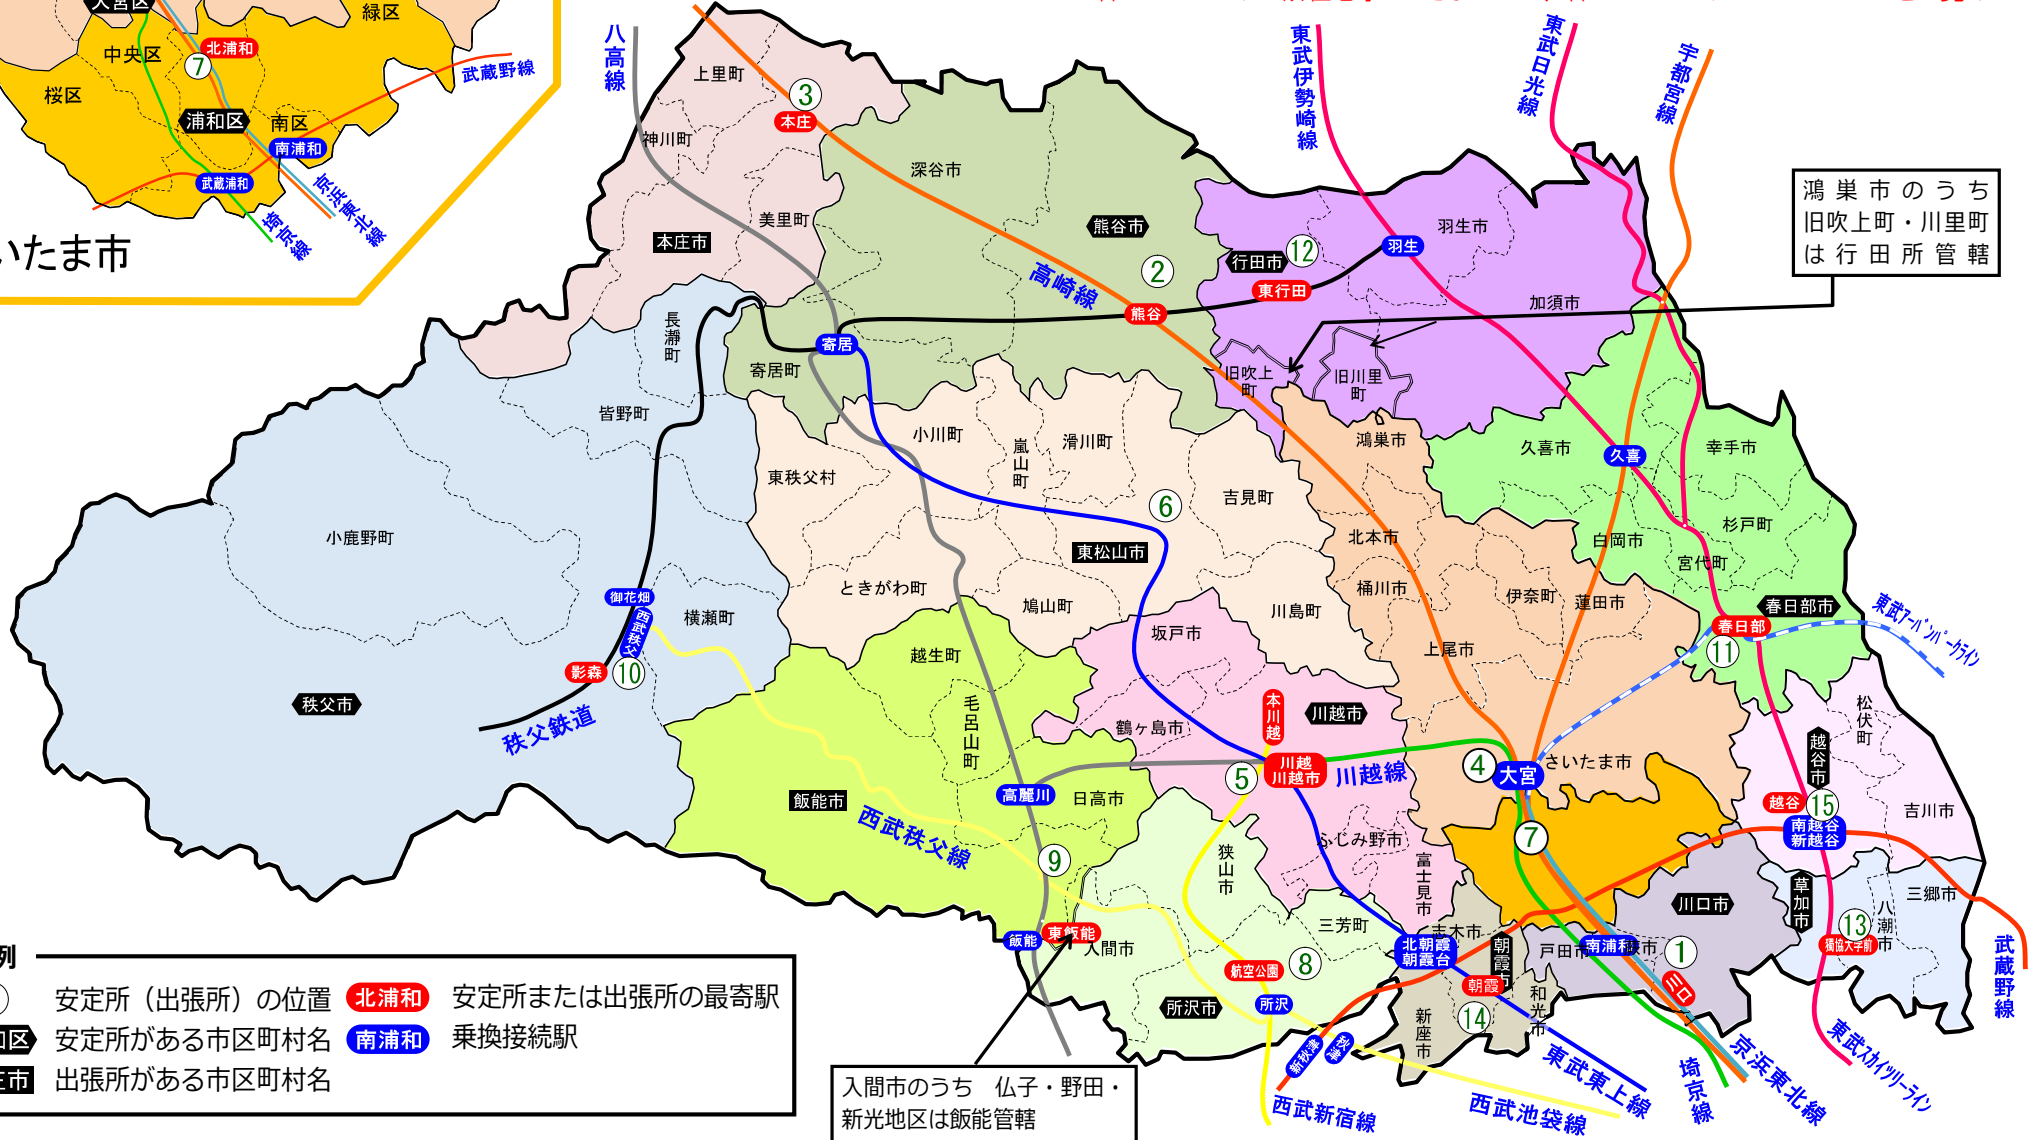 大宮区
緑区
中央区
北浦和
7
桜区
武蔵野線
浦和区
南区
南浦和
武蔵浦和
埼京線
京浜東北線
いたま市
八高線
上里町
3
本庄
神川町
深谷市
美里町
本庄市
熊谷市
2
高崎線
熊谷
東武伊勢崎線
東武日光線
宇都宮線
羽生市
羽生
行田市
12
東行田
加須市
旧吹上町
旧川里町
鴻巣市のうち
旧吹上町・川里町
は行田所管轄
長瀞町
寄居
寄居町
皆野町
小川町
嵐山町
滑川町
東秩父村
6
吉見町
東松山市
ときがわ町
鳩山町
川島町
鴻巣市
北本市
桶川市
伊奈町
蓮田市
上尾市
久喜市
久喜
幸手市
杉戸町
白岡市
宮代町
春日部市
春日部
11
東武アーバンパークライン
小鹿野町
御花畑
西武秩父
横瀬町
影森
10
秩父市
秩父鉄道
越生町
毛呂山町
坂戸市
鶴ヶ島市
本川越
川越市
5
川越
川越市
川越線
4
大宮
さいたま市
7
松伏町
越谷市
越谷
15
南越谷
新越谷
吉川市
飯能市
西武秩父線
高麗川
日高市
9
飯能
東飯能
入間市
狭山市
ふじみ野市
富士見市
三芳町
航空公園
8
所沢
所沢市
北朝霞
朝霞台
志木市
朝霞市
朝霞
14
新座市
和光市
戸田市
南浦和
蕨市
1
川口市
川口
草加市
13
獨協大学前
八潮市
三郷市
武蔵野線
新秋津
秋津
西武新宿線
西武池袋線
東武東上線
埼京線
京浜東北線
東武スカイツリーライン
例
安定所（出張所）の位置
北浦和
安定所または出張所の最寄駅
和区
安定所がある市区町村名
南浦和
乗換接続駅
庄市
出張所がある市区町村名
入間市のうち　仏子・野田・
新光地区は飯能管轄